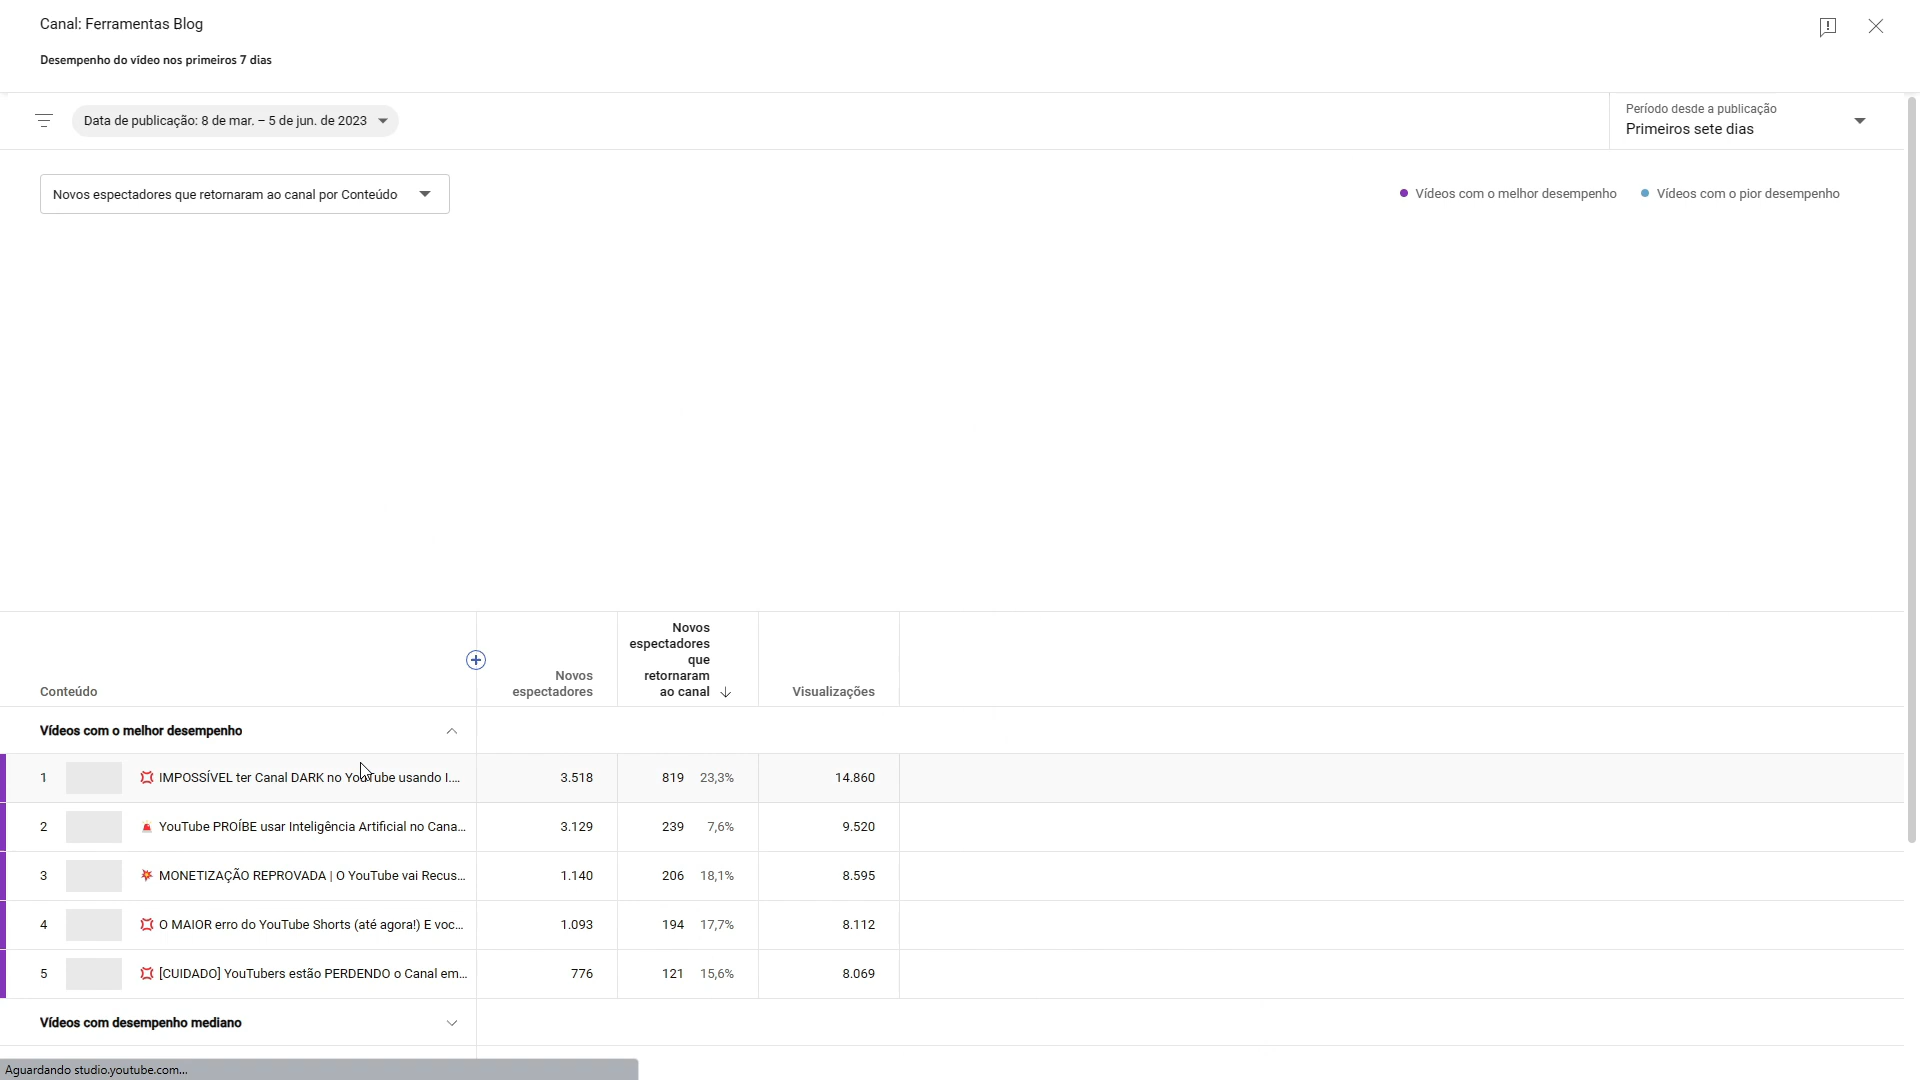 Canal: Ferramentas Blog
Desempenho do vídeo nos primeiros 7 dias
Data de publicação: 8 de mar. – 5 de jun. de 2023
Período desde a publicação
Primeiros sete dias
Novos espectadores que retornaram ao canal por Conteúdo
Vídeos com o melhor desempenho
Vídeos com o pior desempenho
Conteúdo
Novos
espectadores
Novos
espectadores
que
retornaram
ao canal
Visualizações
Vídeos com o melhor desempenho
1 💢 IMPOSSÍVEL ter Canal DARK no YouTube usando I.... 3.518 819 23,3% 14.860
2 🚨 YouTube PROÍBE usar Inteligência Artificial no Cana... 3.129 239 7,6% 9.520
3 💥 MONETIZAÇÃO REPROVADA | O YouTube vai Recus... 1.140 206 18,1% 8.595
4 💢 O MAIOR erro do YouTube Shorts (até agora!) E voc... 1.093 194 17,7% 8.112
5 💢 [CUIDADO] YouTubers estão PERDENDO o Canal em... 776 121 15,6% 8.069
Vídeos com desempenho mediano
Aguardando studio.youtube.com...